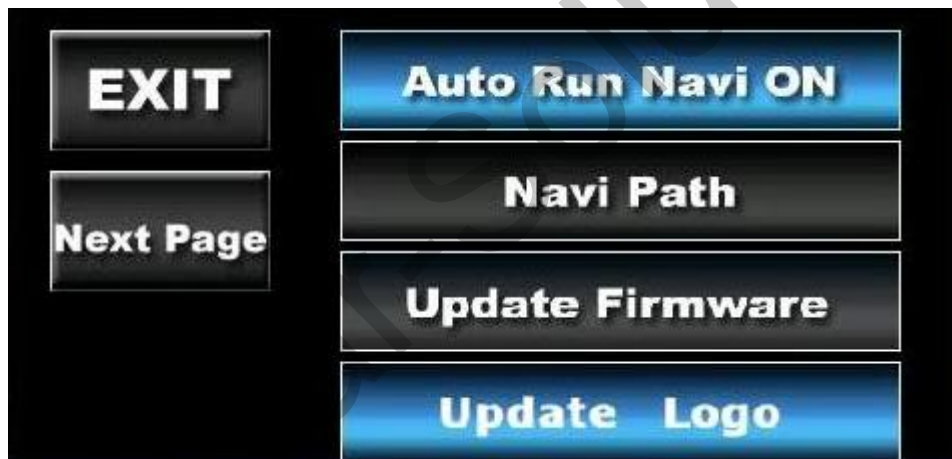 EXIT
Next Page
Auto Run Navi ON
Navi Path
Update Firmware
Update Logo